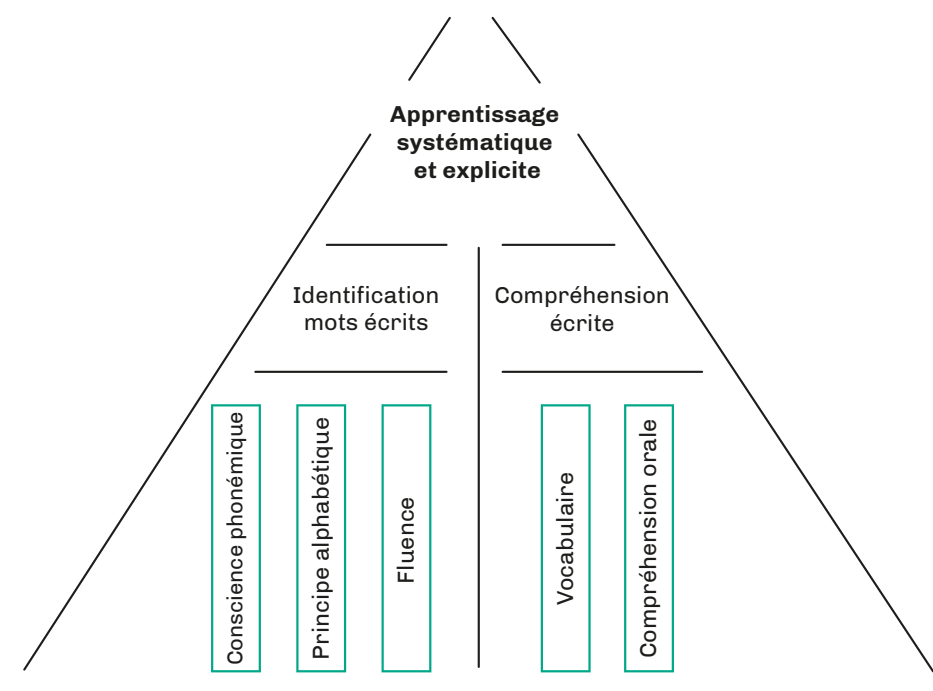 Apprentissage
systématique
et explicite
Identification
mots écrits
Compréhension
écrite
Conscience phonémique
Principe alphabétique
Fluence
Vocabulaire
Compréhension orale